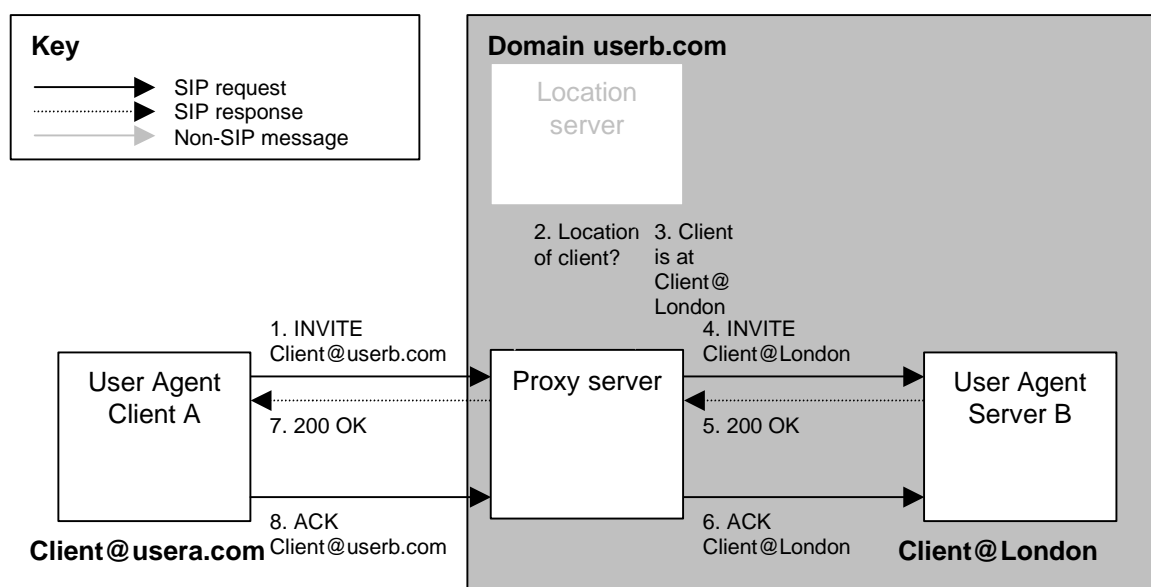 Key
SIP request
SIP response
Non-SIP message
Domain userb.com
Location
server
2. Location
of client?
3. Client
is at
Client@
London
1. INVITE
Client@userb.com
4. INVITE
Client@London
User Agent
Client A
Proxy server
User Agent
Server B
7. 200 OK
5. 200 OK
8. ACK
Client@userb.com
6. ACK
Client@London
Client@usera.com
Client@London